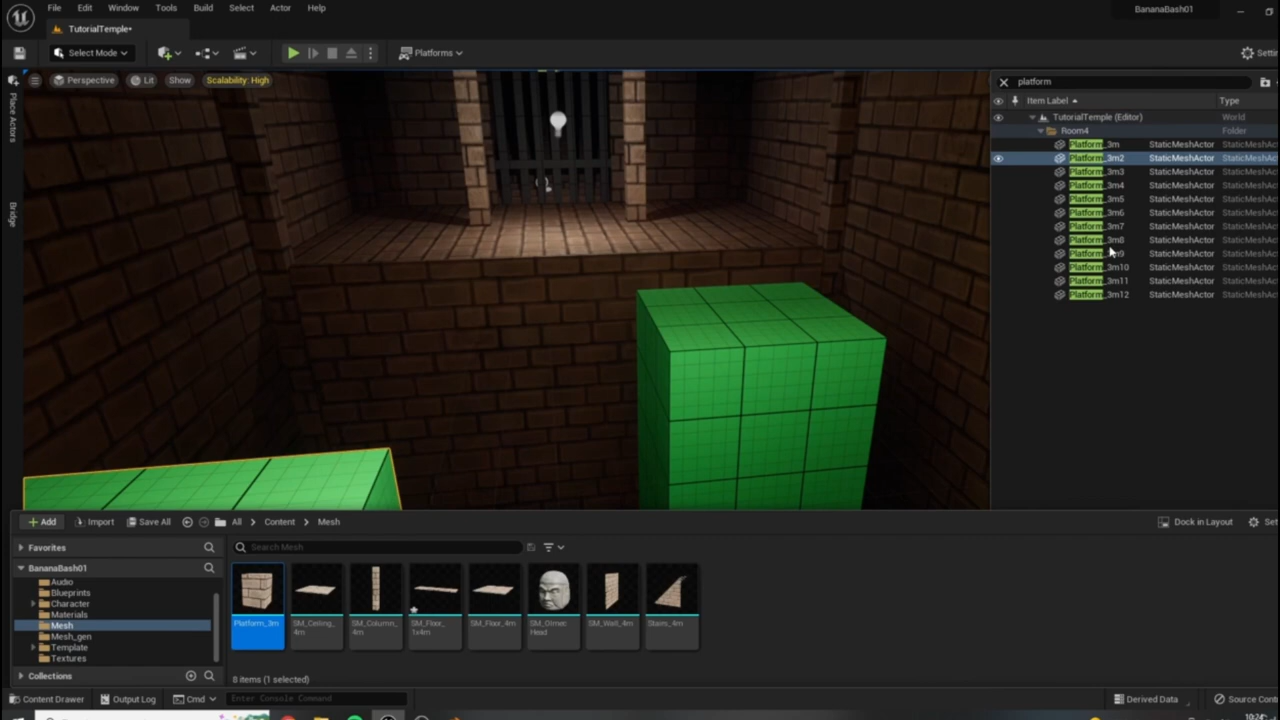 File Edit Window Tools Build Select Actor Help
BananaBash01
TutorialTemple•
Select Mode
Platforms
Perspective Lit Show Scalability: High
platform
Place Actors
Item Label Type
TutorialTemple (Editor) World
Room4 Folder
Platform_3m StaticMeshActor
Platform_3m2 StaticMeshActor
Platform_3m3 StaticMeshActor
Platform_3m4 StaticMeshActor
Platform_3m5 StaticMeshActor
Platform_3m6 StaticMeshActor
Platform_3m7 StaticMeshActor
Platform_3m8 StaticMeshActor
StaticMeshActor
Platform_3m10 StaticMeshActor
Platform_3m11 StaticMeshActor
Platform_3m12 StaticMeshActor
Bridge
Add Import Save All All Content Mesh Dock in Layout
Favorites
Search Mesh
BananaBash01
Audio
Blueprints
Character
Materials
Mesh
Mesh_gen
Template
Textures
Platform_3m
SM_Ceiling_4m
SM_Column_4m
SM_Floor_1x4m
SM_Floor_4m
SM_Olmec Head
SM_Wall_4m
Stairs_4m
Collections
8 items (1 selected)
Content Drawer Output Log Cmd Enter Console Command Derived Data Source